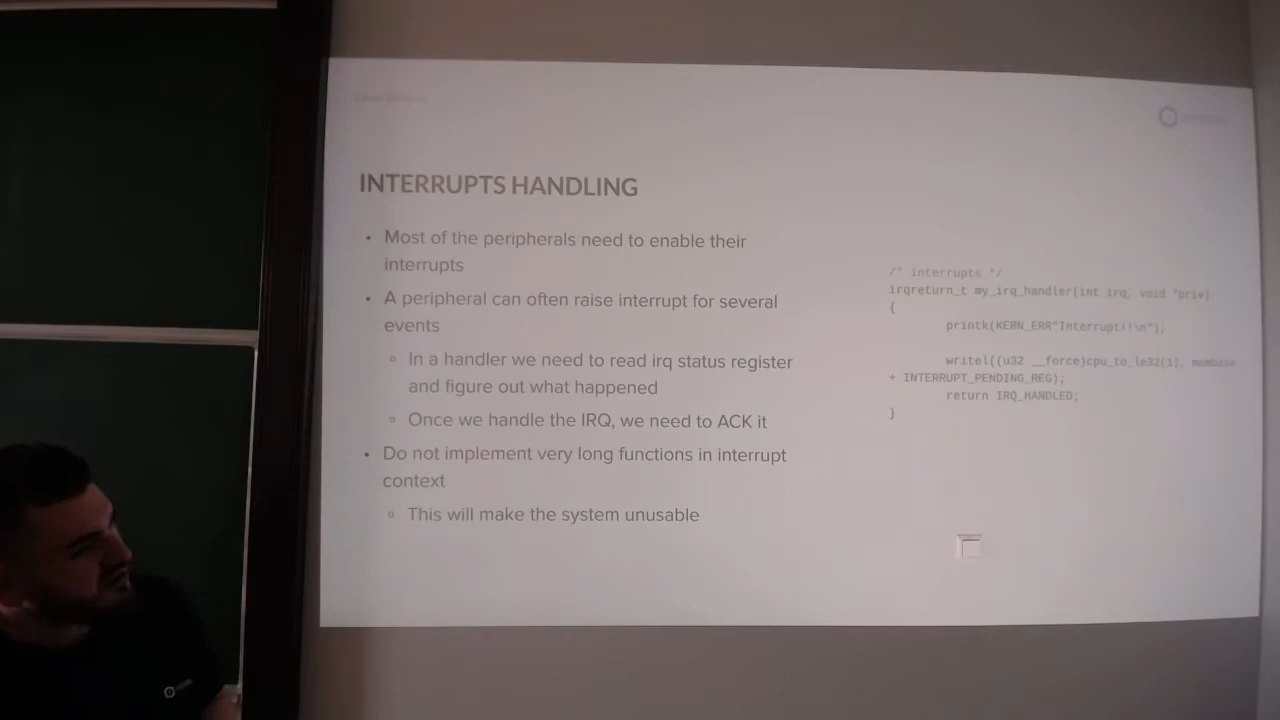 INTERRUPTS HANDLING
• Most of the peripherals need to enable their
interrupts
• A peripheral can often raise interrupt for several
events
▫ In a handler we need to read irq status register
and figure out what happened
▫ Once we handle the IRQ, we need to ACK it
• Do not implement very long functions in interrupt
context
▫ This will make the system unusable
/* interrupts */
irqreturn_t my_irq_handler(int irq, void *priv)
{
printk(KERN_ERR"Interrupt!!\n");
writel((u32 __force)cpu_to_le32(1), membase
+ INTERRUPT_PENDING_REG);
return IRQ_HANDLED;
}